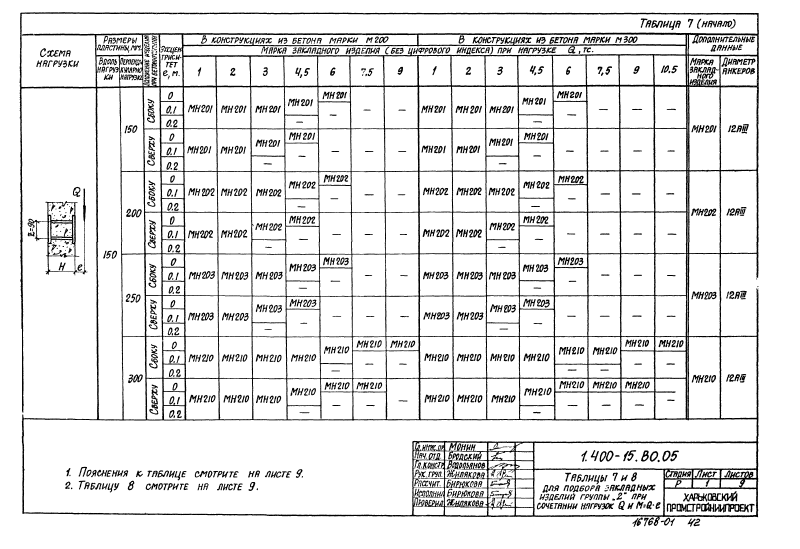 Таблица 7 (начало)
Схема нагрузки | Размеры пластины, мм. | Положение изделия при бетонировании | Эксцентриситет е, м. | В конструкциях из бетона марки М200 | В конструкциях из бетона марки М300 | Дополнительные данные
Вдоль нагрузки | Перпендикулярно нагрузке | Марка закладного изделия (без цифрового индекса) при нагрузке Q, тс. | Марка закладного изделия | Диаметр анкеров
1 2 3 4,5 6 7,5 9 | 1 2 3 4,5 6 7,5 9 10.5
Q
Z=90
H e
150
150 Сбоку 0 0.1 0.2 | МН201 МН201 МН201 МН201 — МН201 — — — | МН201 МН201 МН201 МН201 — МН201 — — — — | МН201 12АIII
Сверху 0 0.1 0.2 | МН201 МН201 МН201 — МН201 — — — — | МН201 МН201 МН201 — МН201 — — — — —
200 Сбоку 0 0.1 0.2 | МН202 МН202 МН202 МН202 — МН202 — — — | МН202 МН202 МН202 МН202 — МН202 — — — — | МН202 12АIII
Сверху 0 0.1 0.2 | МН202 МН202 МН202 — МН202 — — — — | МН202 МН202 МН202 — МН202 — — — — —
250 Сбоку 0 0.1 0.2 | МН203 МН203 МН203 МН203 — МН203 — — — | МН203 МН203 МН203 МН203 — МН203 — — — — | МН203 12АIII
Сверху 0 0.1 0.2 | МН203 МН203 МН203 — МН203 — — — — | МН203 МН203 МН203 — МН203 — — — — —
300 Сбоку 0 0.1 0.2 | МН210 МН210 МН210 МН210 МН210 — МН210 — МН210 — | МН210 МН210 МН210 МН210 МН210 — МН210 — МН210 — МН210 — | МН210 12АIII
Сверху 0 0.1 0.2 | МН210 МН210 МН210 МН210 — МН210 — МН210 — — | МН210 МН210 МН210 МН210 — МН210 — МН210 — МН210 — —
1. Пояснения к таблице смотрите на листе 9.
2. Таблицу 8 смотрите на листе 9.
Монин
Нач. отд. Бродский
Гл. констр. Водопьянов
Рук. груп. Жилякова
Рассчит. Бирюкова
Исполнил Бирюкова
Проверил Жилякова
1.400-15.В0.05
Таблицы 7 и 8
для подбора закладных
изделий группы „2" при
сочетании нагрузок Q и М=Q·e
Стадия Лист Листов
Р 1 9
Харьковский
Промстройниипроект
16768-01 42